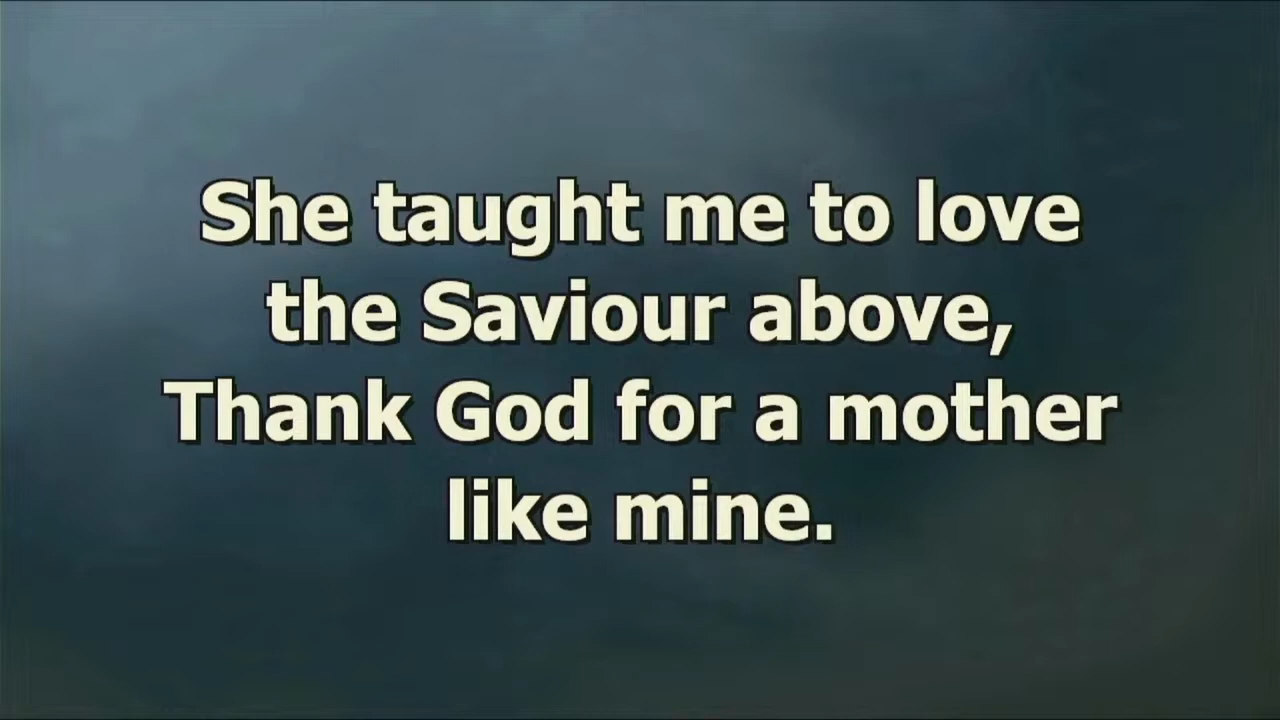 She taught me to love
the Saviour above,
Thank God for a mother
like mine.